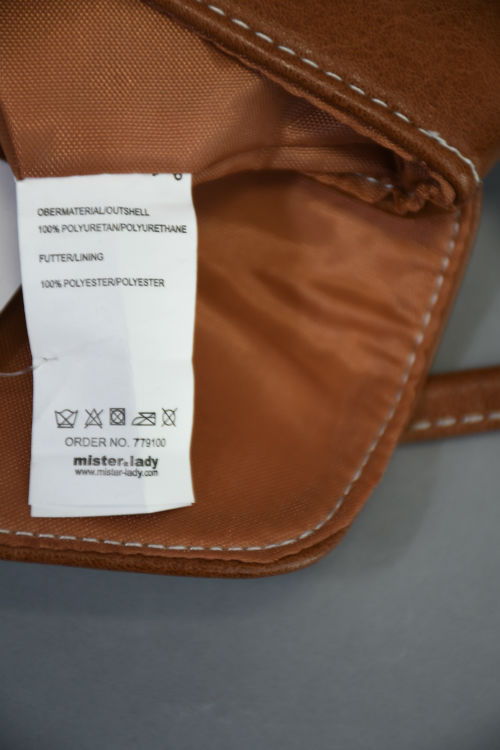 OBERMATERIAL/OUTSHELL
100% POLYURETAN/POLYURETHANE
FUTTER/LINING
100% POLYESTER/POLYESTER
ORDER NO. 779100
mister&lady
www.mister-lady.com